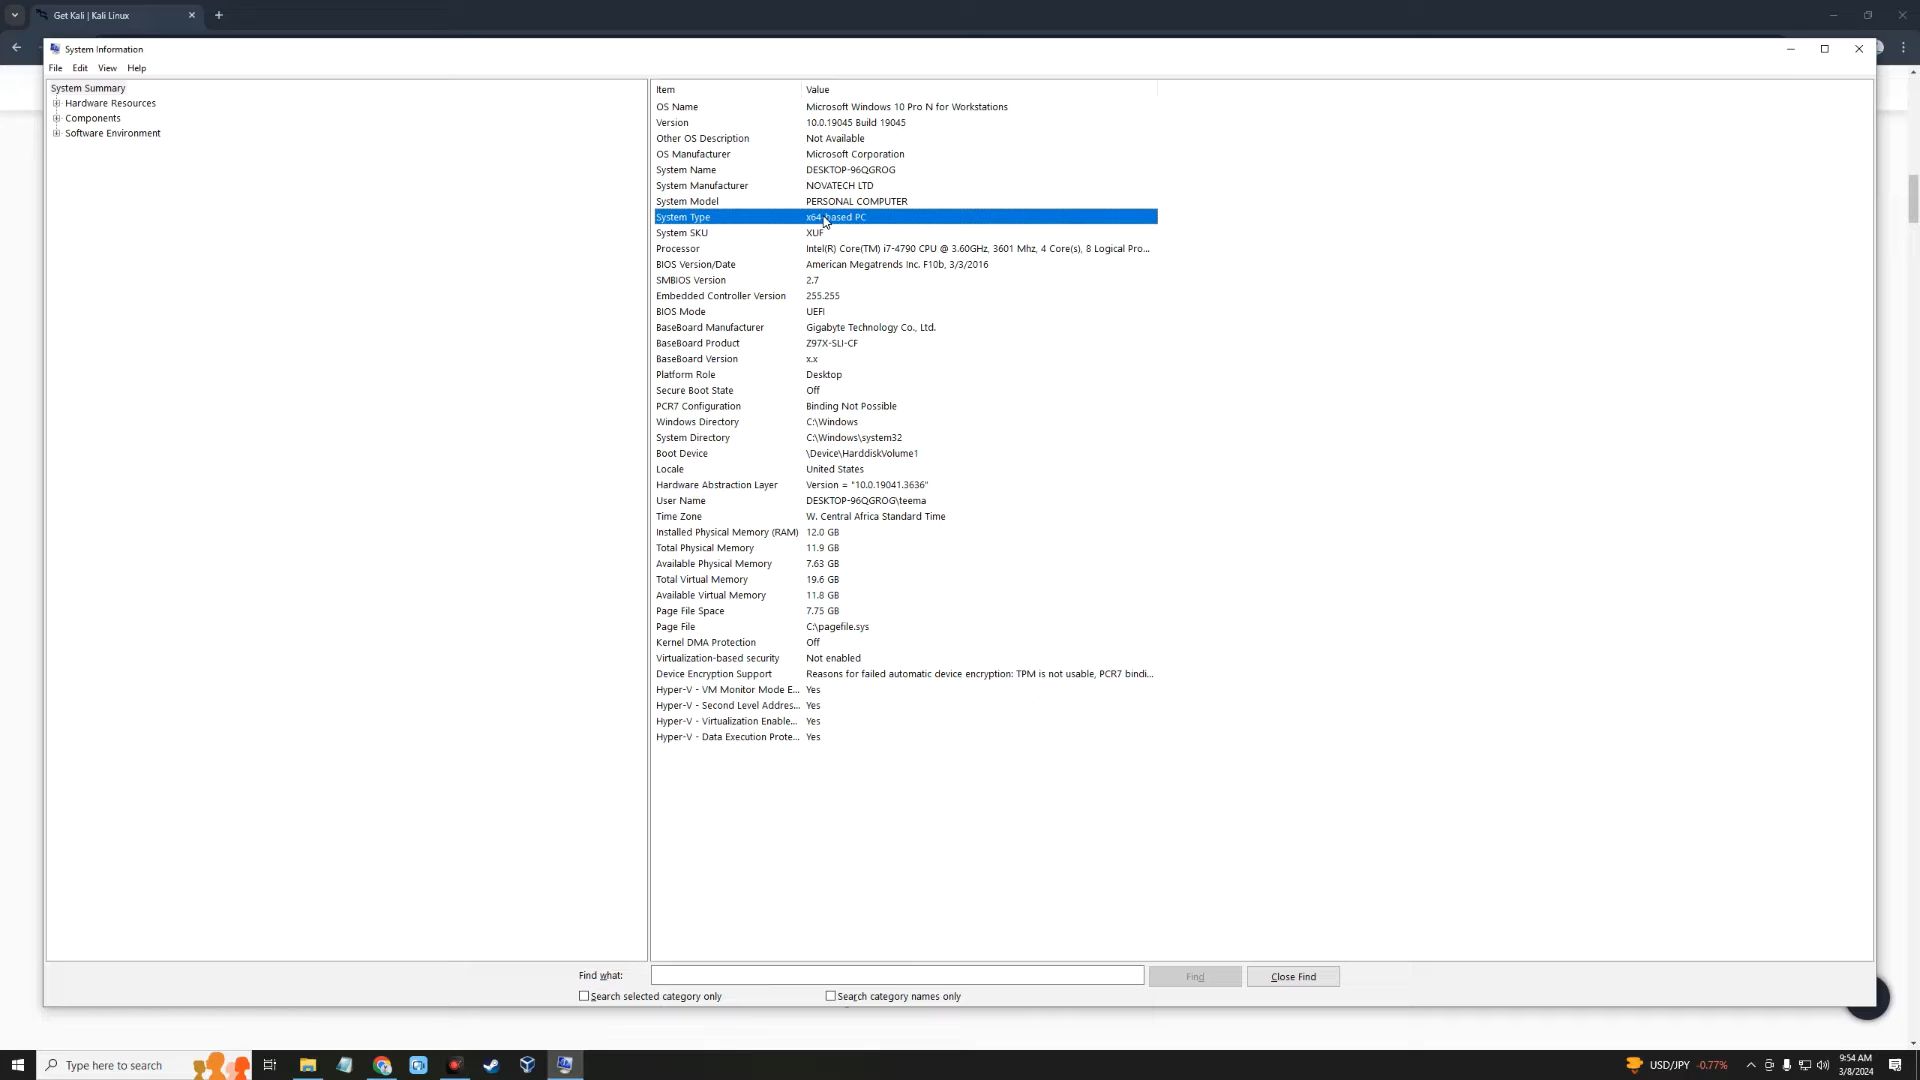 Get Kali | Kali Linux
System Information
File Edit View Help
System Summary
Hardware Resources
Components
Software Environment
Item Value
OS Name Microsoft Windows 10 Pro N for Workstations
Version 10.0.19045 Build 19045
Other OS Description Not Available
OS Manufacturer Microsoft Corporation
System Name DESKTOP-96QGROG
System Manufacturer NOVATECH LTD
System Model PERSONAL COMPUTER
System Type x64-based PC
System SKU XUF
Processor Intel(R) Core(TM) i7-4790 CPU @ 3.60GHz, 3601 Mhz, 4 Core(s), 8 Logical Pro...
BIOS Version/Date American Megatrends Inc. F10b, 3/3/2016
SMBIOS Version 2.7
Embedded Controller Version 255.255
BIOS Mode UEFI
BaseBoard Manufacturer Gigabyte Technology Co., Ltd.
BaseBoard Product Z97X-SLI-CF
BaseBoard Version x.x
Platform Role Desktop
Secure Boot State Off
PCR7 Configuration Binding Not Possible
Windows Directory C:\Windows
System Directory C:\Windows\system32
Boot Device \Device\HarddiskVolume1
Locale United States
Hardware Abstraction Layer Version = "10.0.19041.3636"
User Name DESKTOP-96QGROG\teema
Time Zone W. Central Africa Standard Time
Installed Physical Memory (RAM) 12.0 GB
Total Physical Memory 11.9 GB
Available Physical Memory 7.63 GB
Total Virtual Memory 19.6 GB
Available Virtual Memory 11.8 GB
Page File Space 7.75 GB
Page File C:\pagefile.sys
Kernel DMA Protection Off
Virtualization-based security Not enabled
Device Encryption Support Reasons for failed automatic device encryption: TPM is not usable, PCR7 bindi...
Hyper-V - VM Monitor Mode E... Yes
Hyper-V - Second Level Addres... Yes
Hyper-V - Virtualization Enable... Yes
Hyper-V - Data Execution Prote... Yes
Find what: Find Close Find
Search selected category only Search category names only
Type here to search USD/JPY -0.77% 9:54 AM
3/8/2024